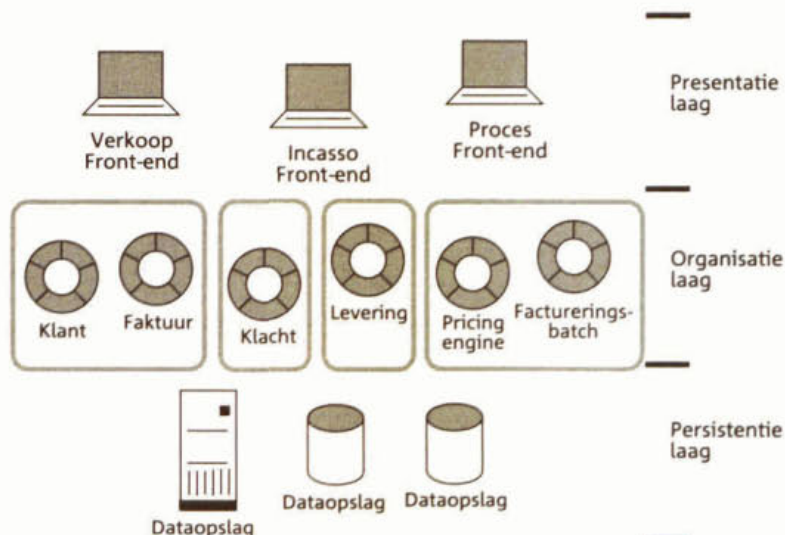 Verkoop
Front-end
Incasso
Front-end
Proces
Front-end
Presentatie
laag
Klant
Faktuur
Klacht
Levering
Pricing
engine
Facturerings-
batch
Organisatie
laag
Dataopslag
Dataopslag
Dataopslag
Persistentie
laag